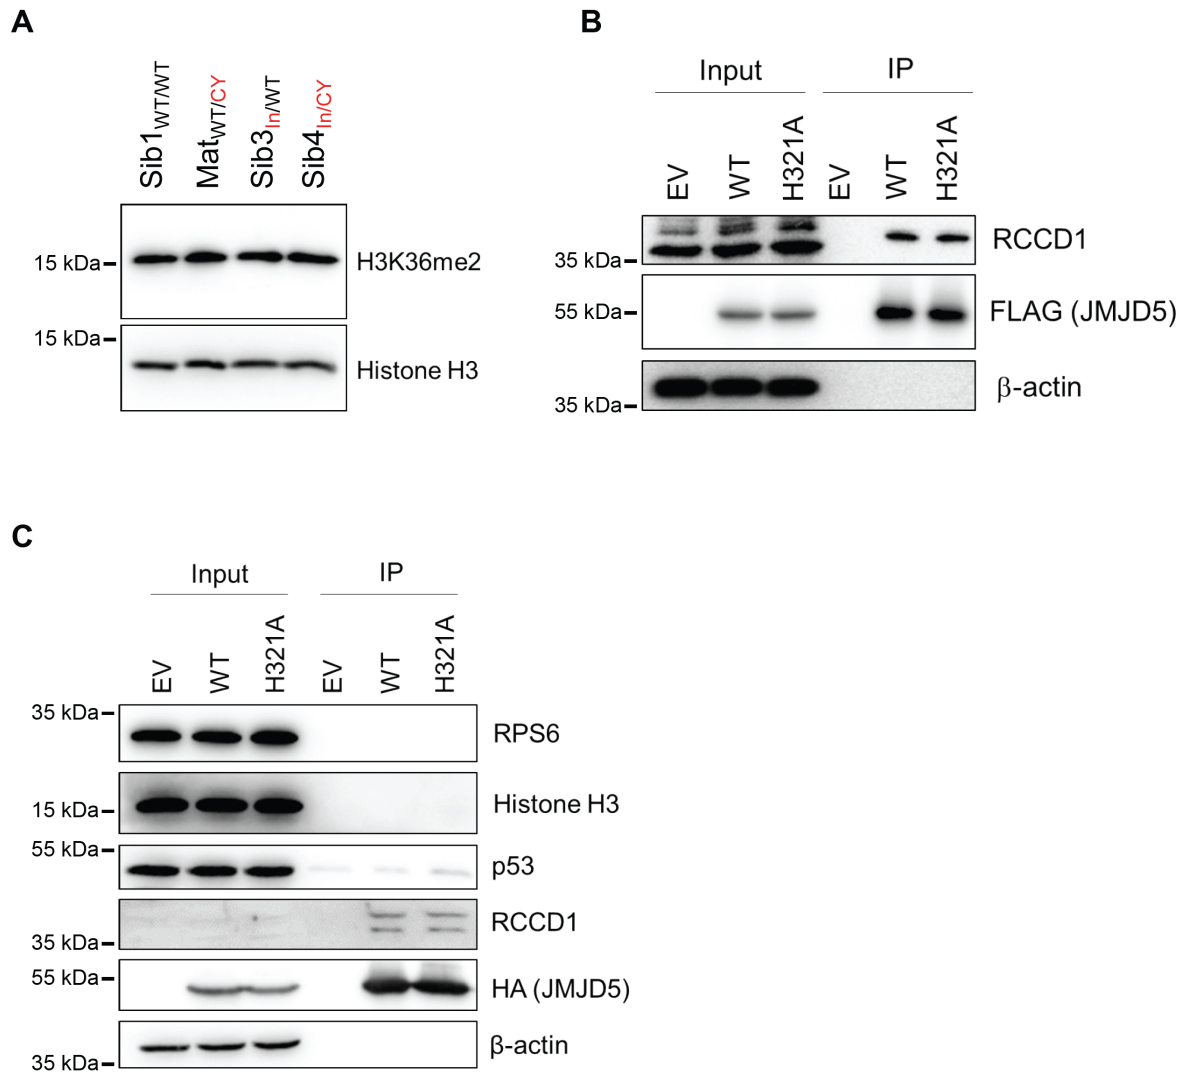 A
Sib1WT/WT
MatWT/CY
Sib3In/WT
Sib4In/CY
15 kDa
H3K36me2
15 kDa
Histone H3
B
Input
IP
EV
WT
H321A
EV
WT
H321A
35 kDa
RCCD1
55 kDa
FLAG (JMJD5)
35 kDa
β-actin
C
Input
IP
EV
WT
H321A
EV
WT
H321A
35 kDa
RPS6
15 kDa
Histone H3
55 kDa
p53
35 kDa
RCCD1
55 kDa
HA (JMJD5)
35 kDa
β-actin